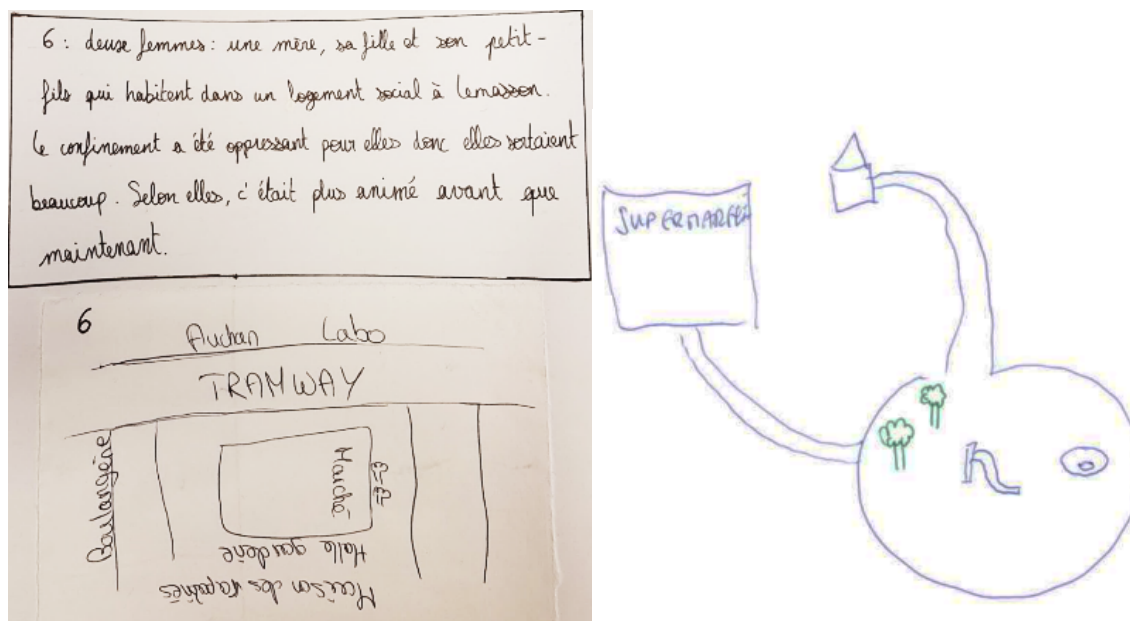 6 : deux femmes : une mère, sa fille et son petit-
fils qui habitent dans un logement social à Lemasson.
Le confinement a été oppressant pour elles donc elles sortaient
beaucoup. Selon elles, c'était plus animé avant que
maintenant.
6
Auchan Labo
TRAMWAY
Boulangerie
Marché
Halle garderie
Maison des
SUPERMARCHÉ